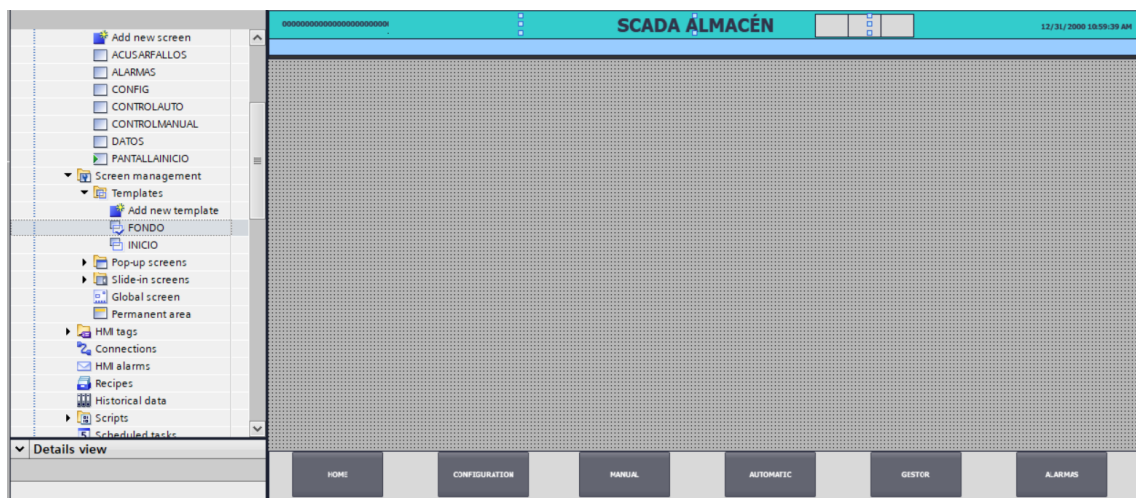 Add new screen
ACUSARFALLOS
ALARMAS
CONFIG
CONTROLAUTO
CONTROLMANUAL
DATOS
PANTALLAINICIO
Screen management
Templates
Add new template
FONDO
INICIO
Pop-up screens
Slide-in screens
Global screen
Permanent area
HMI tags
Connections
HMI alarms
Recipes
Historical data
Scripts
Scheduled tasks
Details view
SCADA ALMACÉN
12/31/2000 10:59:39 AM
HOME
CONFIGURATION
MANUAL
AUTOMATIC
GESTOR
ALARMAS